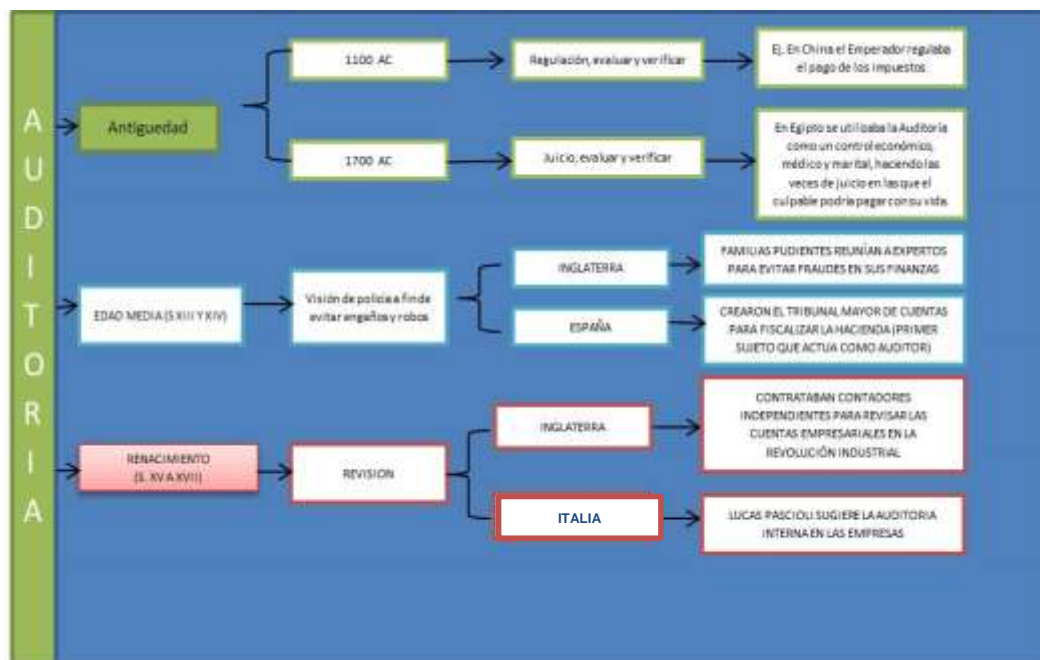 AUDITORIA
Antiguedad
1100 AC
Regulación, evaluar y verificar
Ej. En China el Emperador regulaba
el pago de los impuestos
1700 AC
Juicio, evaluar y verificar
En Egipto se utilizaba la Auditoría
como un control económico,
médico y marital, haciendo las
veces de juicio en las que el
culpable podría pagar con su vida.
EDAD MEDIA (S XIII Y XIV)
Visión de policia a fin de
evitar engaños y robos
INGLATERRA
FAMILIAS PUDIENTES REUNÍAN A EXPERTOS
PARA EVITAR FRAUDES EN SUS FINANZAS
ESPAÑA
CREARON EL TRIBUNAL MAYOR DE CUENTAS
PARA FISCALIZAR LA HACIENDA (PRIMER
SUJETO QUE ACTUA COMO AUDITOR)
RENACIMIENTO
(S. XV A XVII)
REVISION
INGLATERRA
CONTRATABAN CONTADORES
INDEPENDIENTES PARA REVISAR LAS
CUENTAS EMPRESARIALES EN LA
REVOLUCIÓN INDUSTRIAL
ITALIA
LUCAS PASCIOLI SUGIERE LA AUDITORIA
INTERNA EN LAS EMPRESAS